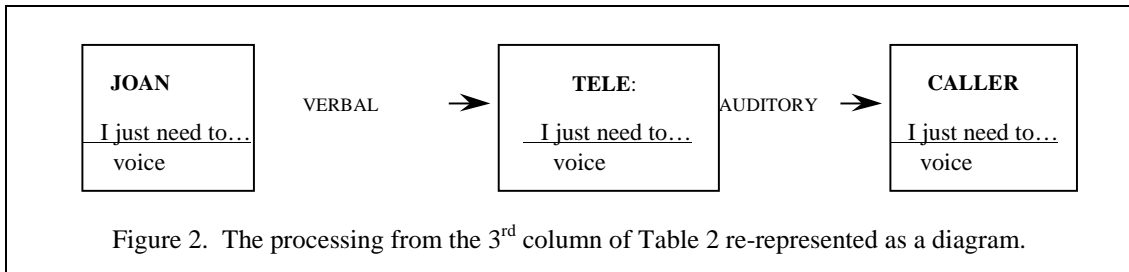 JOAN TELE: CALLER
VERBAL AUDITORY
I just need to… I just need to… I just need to…
voice voice voice
Figure 2. The processing from the 3rd column of Table 2 re-represented as a diagram.